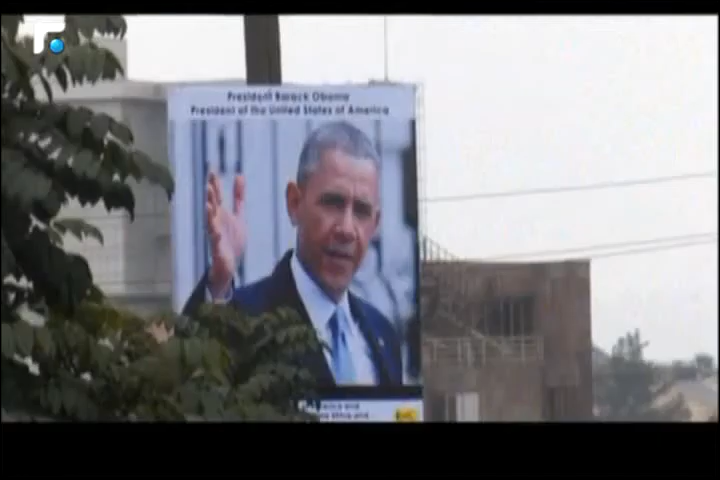 President Barack Obama
President of the United States of America